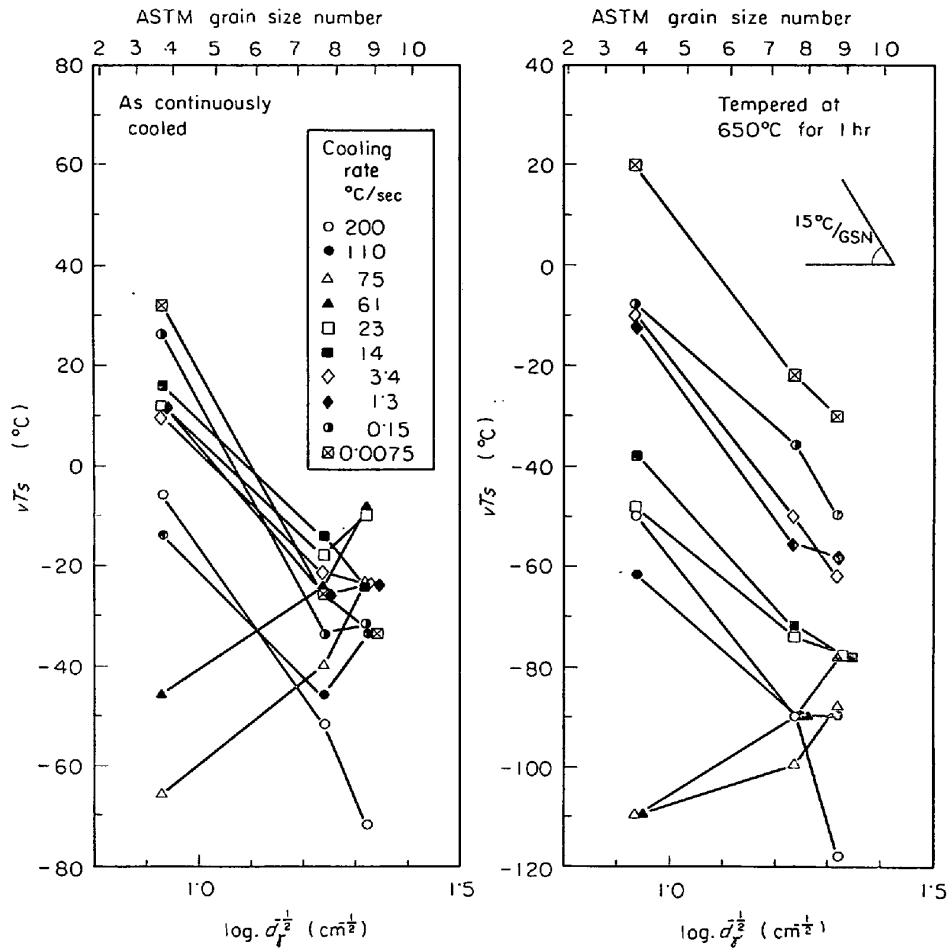 ASTM grain size number
2 3 4 5 6 7 8 9 10
80
60
40
20
0
-20
-40
-60
-80
νTs (°C)
As continuously
cooled
Cooling
rate
°C/sec
200
110
75
61
23
14
3·4
1·3
0·15
0·0075
1·0 1·5
log. dγ^-1/2 (cm^-1/2)
ASTM grain size number
2 3 4 5 6 7 8 9 10
40
20
0
-20
-40
-60
-80
-100
-120
νTs (°C)
Tempered at
650°C for 1 hr
15°C/GSN
1·0 1·5
log. dγ^-1/2 (cm^-1/2)